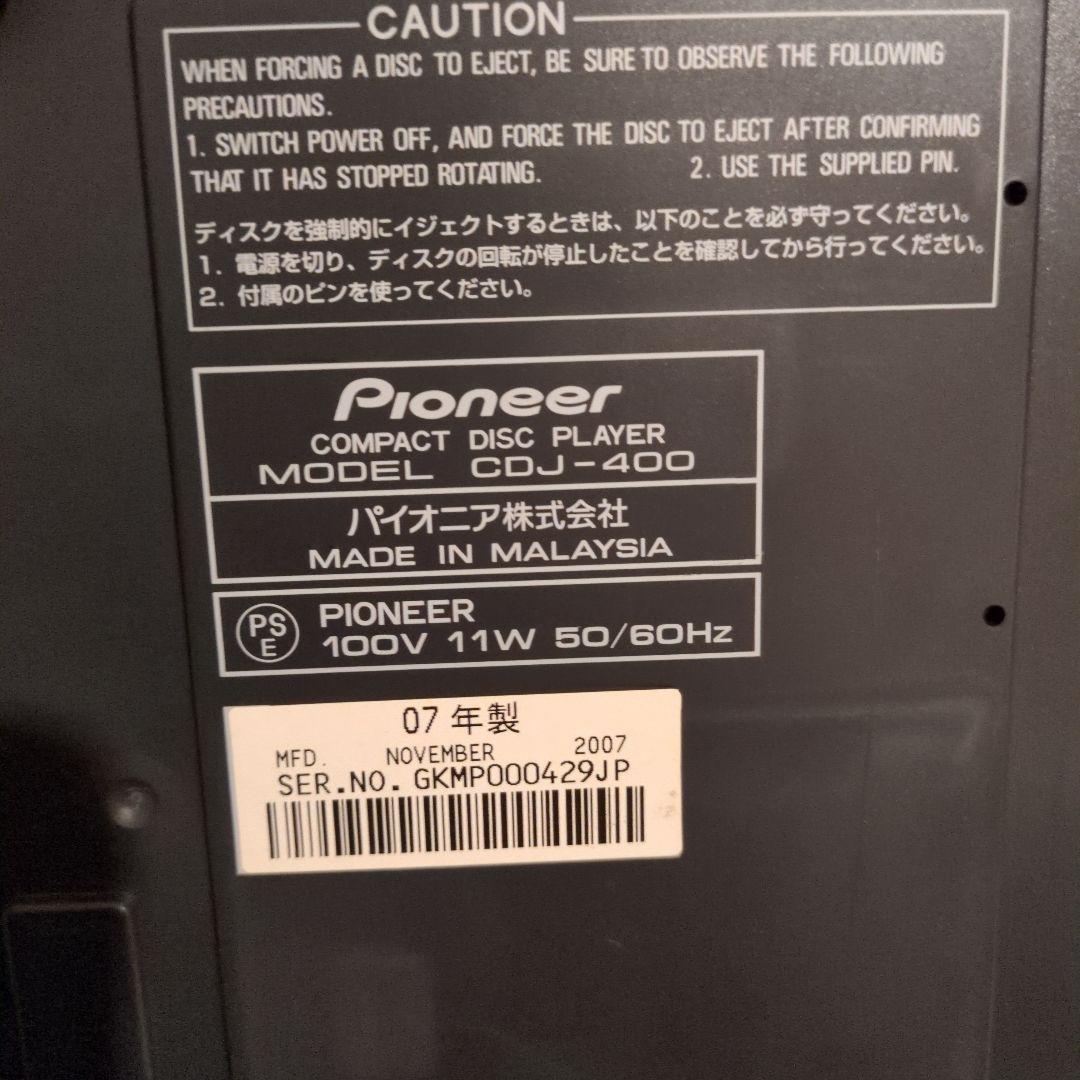 CAUTION
WHEN FORCING A DISC TO EJECT, BE SURE TO OBSERVE THE FOLLOWING
PRECAUTIONS.
1. SWITCH POWER OFF, AND FORCE THE DISC TO EJECT AFTER CONFIRMING
THAT IT HAS STOPPED ROTATING. 2. USE THE SUPPLIED PIN.
ディスクを強制的にイジェクトするときは、以下のことを必ず守ってください。
1. 電源を切り、ディスクの回転が停止したことを確認してから行ってください。
2. 付属のピンを使ってください。
Pioneer
COMPACT DISC PLAYER
MODEL CDJ-400
パイオニア株式会社
MADE IN MALAYSIA
PS
E
PIONEER
100V 11W 50/60Hz
07年製
MFD. NOVEMBER 2007
SER.NO. GKMP000429JP